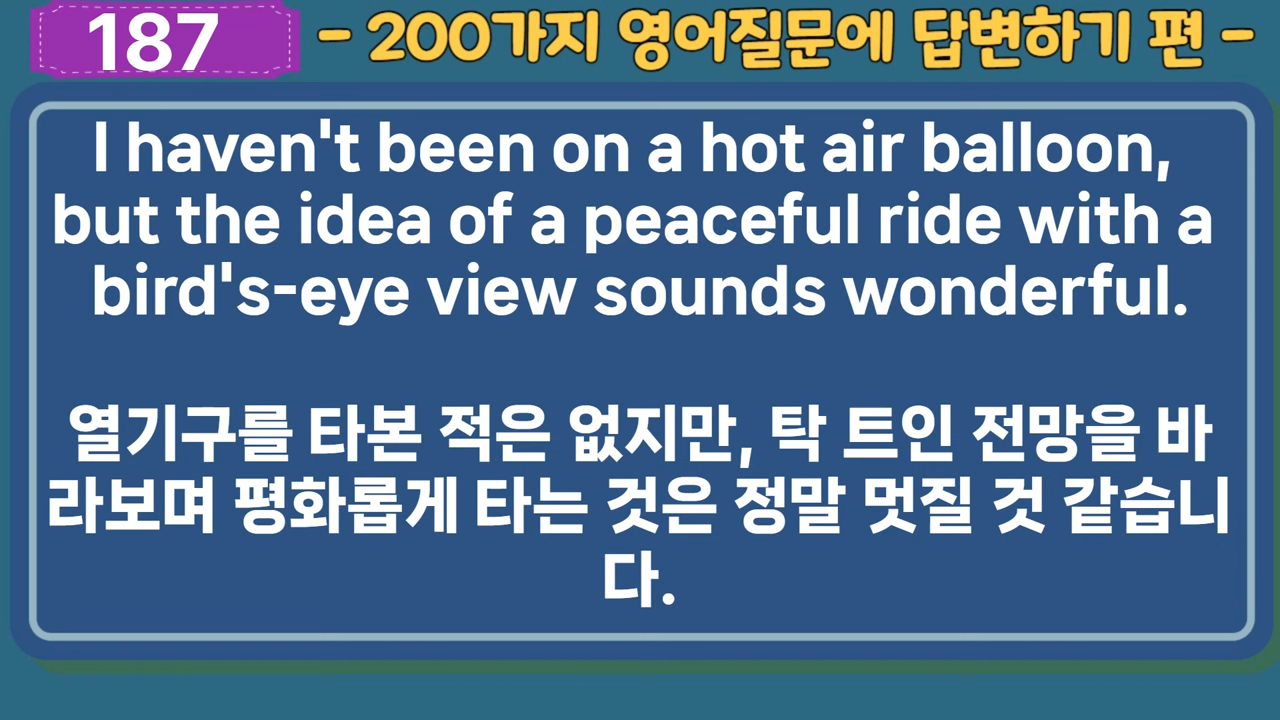 187
- 200가지 영어질문에 답변하기 편 -
I haven't been on a hot air balloon,
but the idea of a peaceful ride with a
bird's-eye view sounds wonderful.
열기구를 타본 적은 없지만, 탁 트인 전망을 바
라보며 평화롭게 타는 것은 정말 멋질 것 같습니
다.